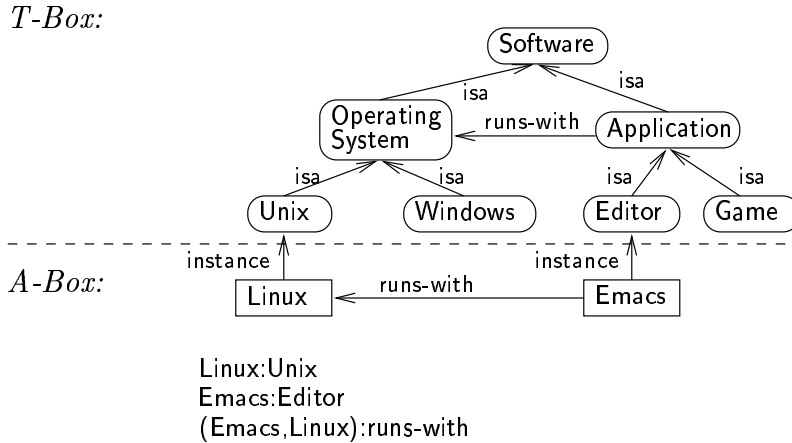 T-Box:
Software
isa
isa
Operating
System
runs-with
Application
isa
isa
isa
isa
Unix
Windows
Editor
Game
instance
instance
A-Box:
Linux
runs-with
Emacs
Linux:Unix
Emacs:Editor
(Emacs,Linux):runs-with